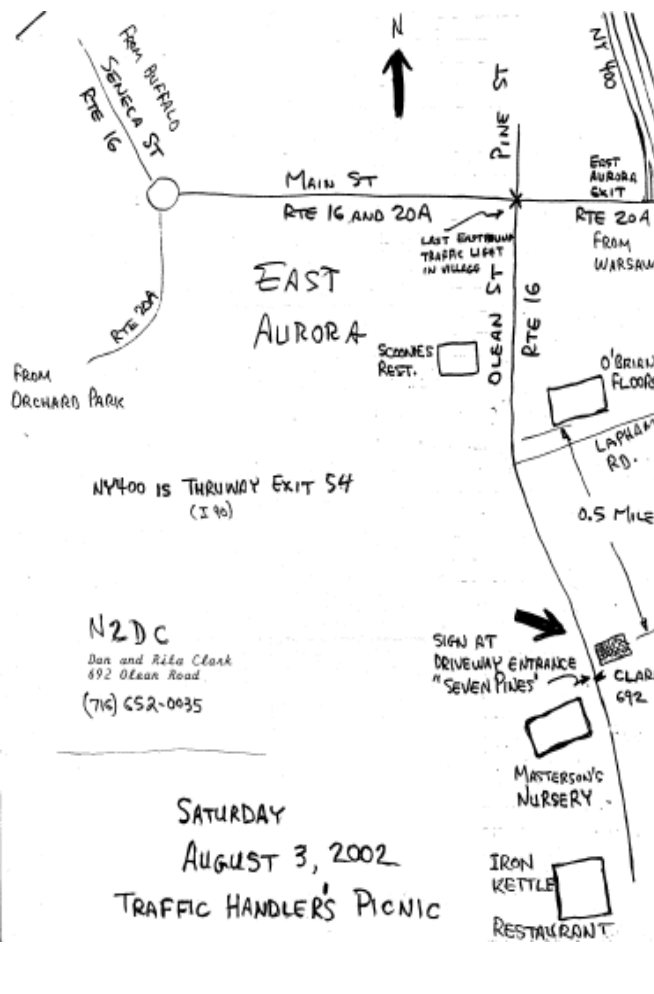 N
FROM BUFFALO
SENECA ST
RTE 16
PINE ST
NY 400
EAST
AURORA
EXIT
MAIN ST
RTE 16 AND 20A
RTE 20A
FROM
WARSAW
LAST EASTBOUND
TRAFFIC LIGHT
IN VILLAGE
EAST
AURORA
OLEAN ST
RTE 16
RTE 20A
SCOONIES
REST.
O'BRIAN
FLOORS
FROM
ORCHARD PARK
LAPHAM
RD.
NY400 IS THRUWAY EXIT 54
(I 90)
0.5 MILE
N2DC
Dan and Rita Clark
692 Olean Road
(716) 652-0035
SIGN AT
DRIVEWAY ENTRANCE
"SEVEN PINES"
CLAR
692
MASTERSON'S
NURSERY
SATURDAY
AUGUST 3, 2002
TRAFFIC HANDLER'S PICNIC
IRON
KETTLE
RESTAURANT